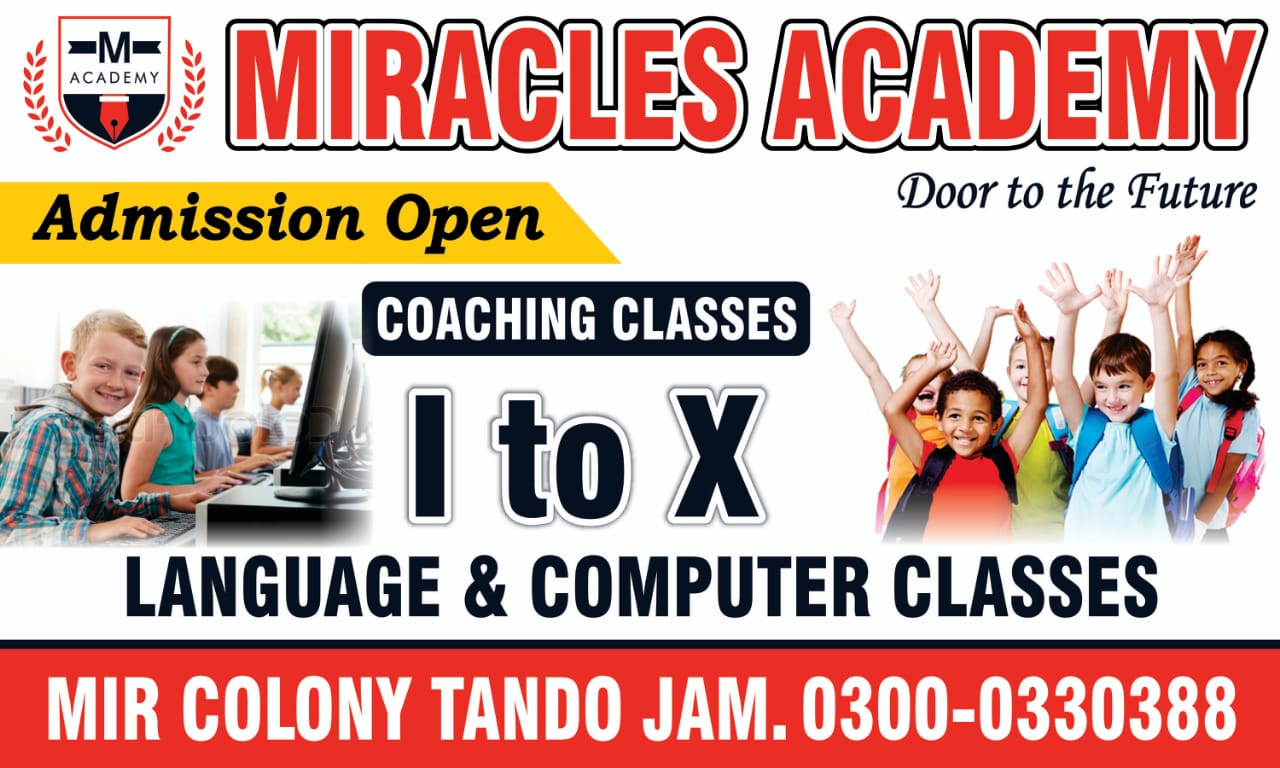 M
ACADEMY
MIRACLES ACADEMY
Door to the Future
Admission Open
COACHING CLASSES
I to X
LANGUAGE & COMPUTER CLASSES
MIR COLONY TANDO JAM. 0300-0330388